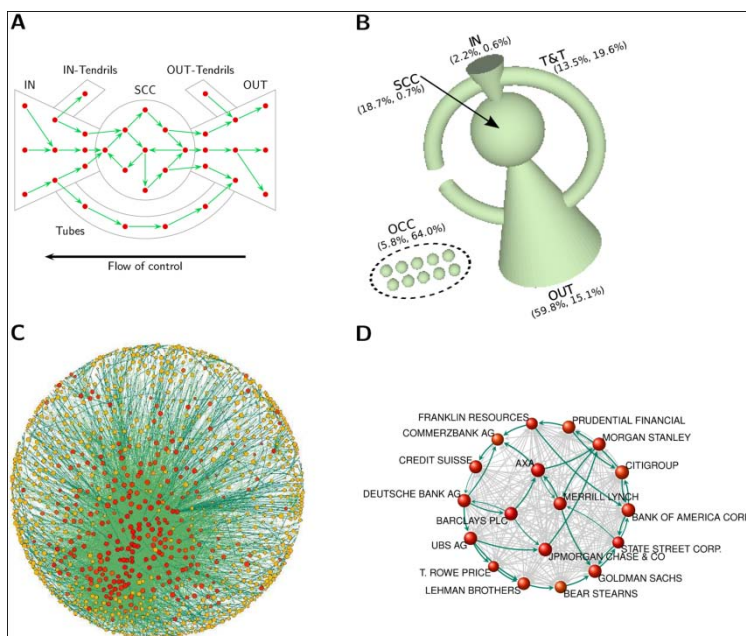 A
IN-Tendrils
OUT-Tendrils
IN
SCC
OUT
Tubes
Flow of control
B
IN
(2.2%, 0.6%)
T&T
(13.5%, 19.6%)
SCC
(18.7%, 0.7%)
OCC
(5.8%, 64.0%)
OUT
(59.8%, 15.1%)
C
D
FRANKLIN RESOURCES
PRUDENTIAL FINANCIAL
COMMERZBANK AG
MORGAN STANLEY
CREDIT SUISSE
AXA
CITIGROUP
DEUTSCHE BANK AG
MERRILL LYNCH
BARCLAYS PLC
BANK OF AMERICA CORP
UBS AG
STATE STREET CORP.
JPMORGAN CHASE & CO
T. ROWE PRICE
GOLDMAN SACHS
LEHMAN BROTHERS
BEAR STEARNS